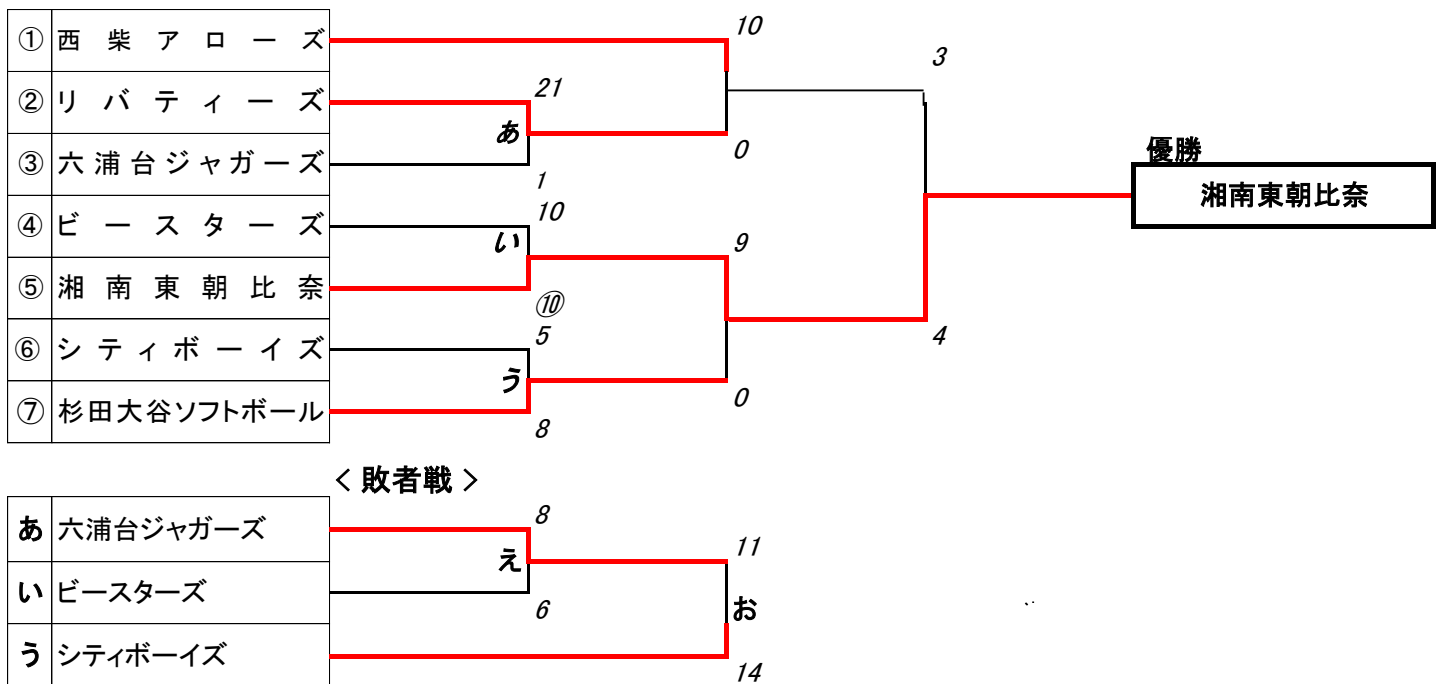 10
① 西柴アローズ
3
21
② リバティーズ
あ
0
優勝
③ 六浦台ジャガーズ
1
湘南東朝比奈
10
④ ビースターズ
い
9
⑤ 湘南東朝比奈
⑩
5
4
⑥ シティボーイズ
う
0
⑦ 杉田大谷ソフトボール
8
＜ 敗者戦 ＞
8
あ 六浦台ジャガーズ
11
え
い ビースターズ
6
お
う シティボーイズ
14